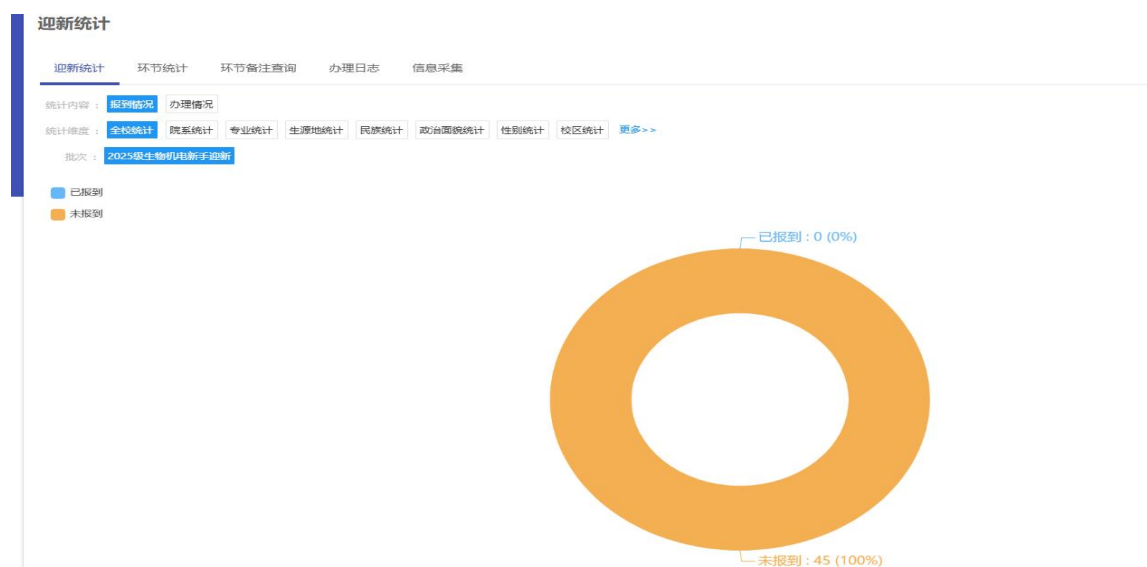 迎新统计
迎新统计 环节统计 环节备注查询 办理日志 信息采集
统计内容 : 报到情况 办理情况
统计维度 : 全校统计 院系统计 专业统计 生源地统计 民族统计 政治面貌统计 性别统计 校区统计 更多>>
批次 : 2025级生物机电新手迎新
已报到
未报到
已报到 : 0 (0%)
未报到 : 45 (100%)